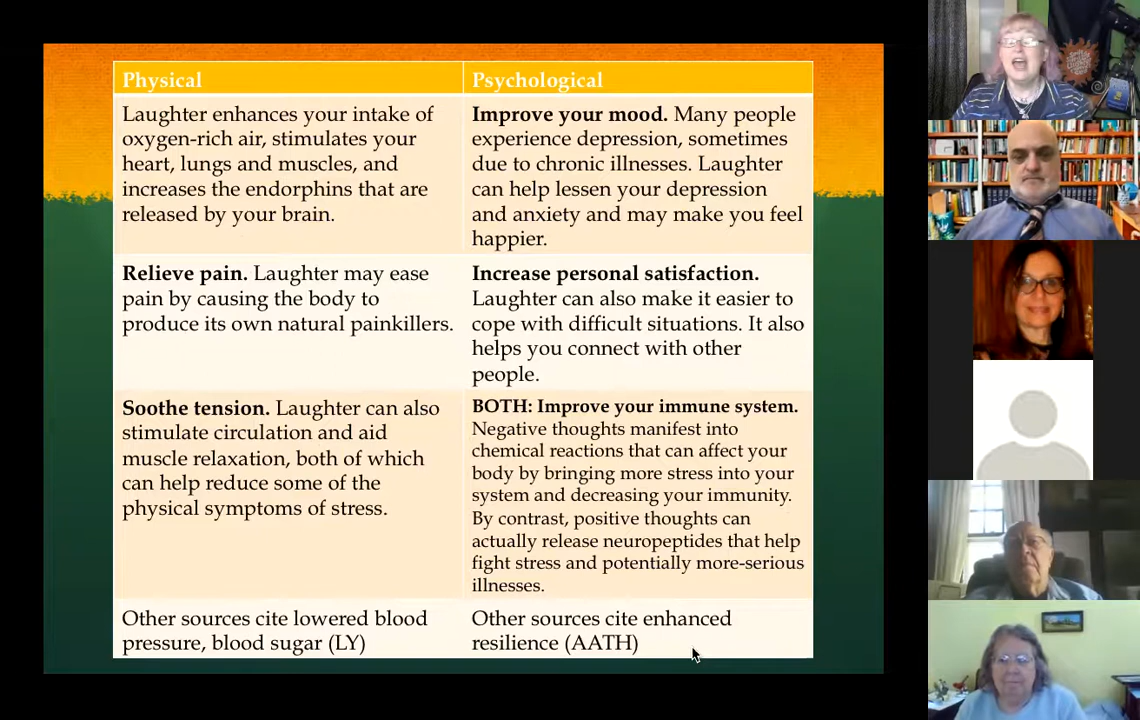 Physical
Psychological
Laughter enhances your intake of
oxygen-rich air, stimulates your
heart, lungs and muscles, and
increases the endorphins that are
released by your brain.
Improve your mood. Many people
experience depression, sometimes
due to chronic illnesses. Laughter
can help lessen your depression
and anxiety and may make you feel
happier.
Relieve pain. Laughter may ease
pain by causing the body to
produce its own natural painkillers.
Increase personal satisfaction.
Laughter can also make it easier to
cope with difficult situations. It also
helps you connect with other
people.
Soothe tension. Laughter can also
stimulate circulation and aid
muscle relaxation, both of which
can help reduce some of the
physical symptoms of stress.
BOTH: Improve your immune system.
Negative thoughts manifest into
chemical reactions that can affect your
body by bringing more stress into your
system and decreasing your immunity.
By contrast, positive thoughts can
actually release neuropeptides that help
fight stress and potentially more-serious
illnesses.
Other sources cite lowered blood
pressure, blood sugar (LY)
Other sources cite enhanced
resilience (AATH)